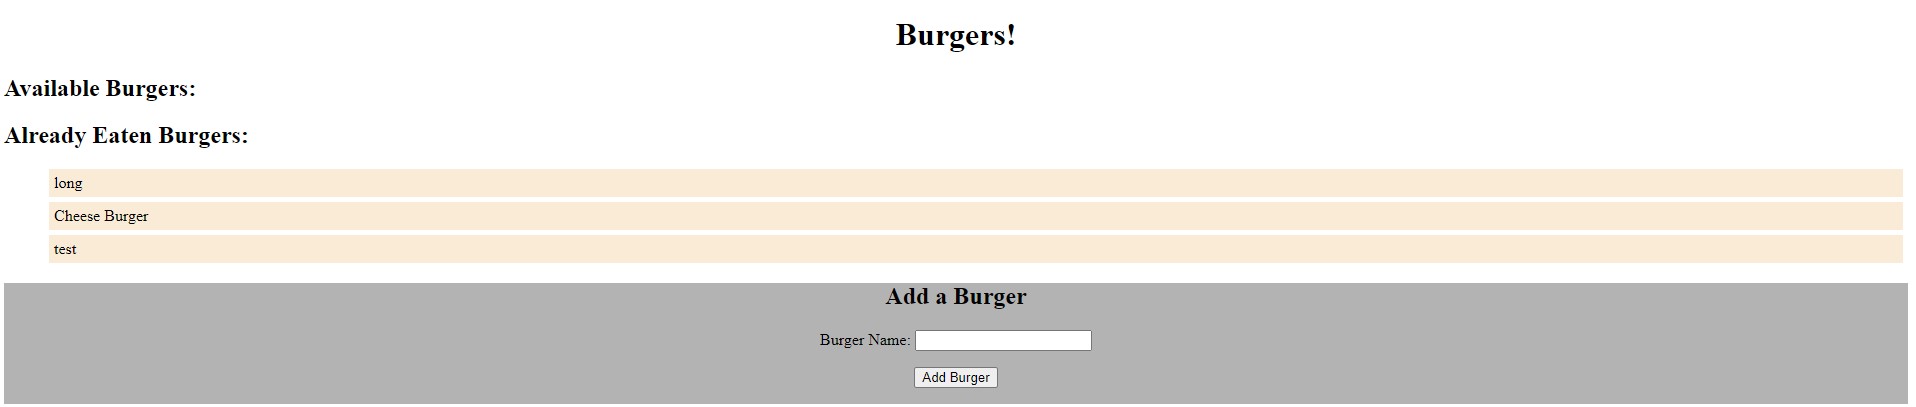 Burgers!
Available Burgers:
Already Eaten Burgers:
long
Cheese Burger
test
Add a Burger
Burger Name:
Add Burger